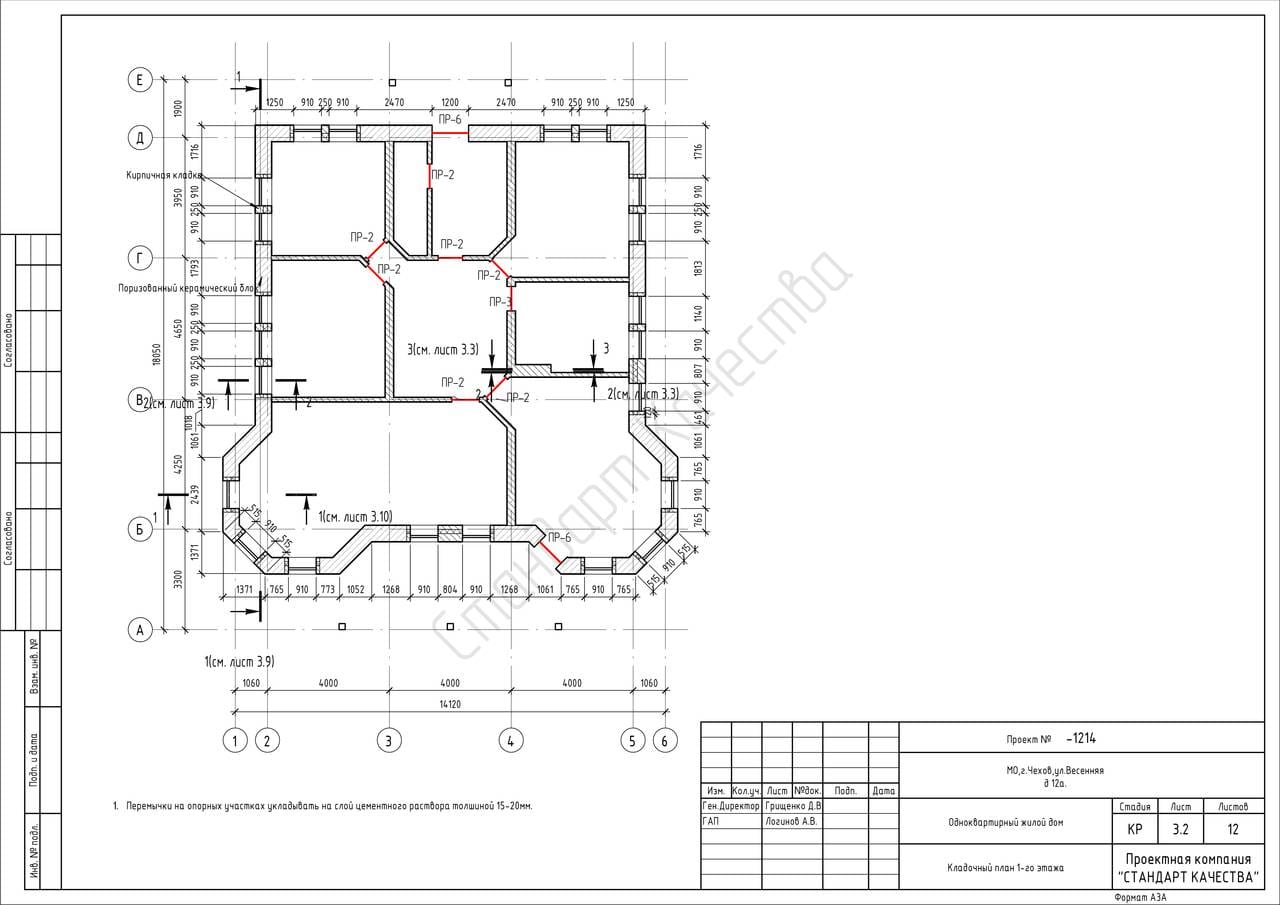 Е
1
1900
1250 910 250 910 2470 1200 2470 910 250 910 1250
ПР-6
Д
1716
1716
Кирпичная кладка
ПР-2
3950
910
250
910
910
250
910
ПР-2
ПР-2
Г
ПР-2
ПР-2
1793
1813
Поризованный керамический блок
ПР-3
18050
4650
910
250
910
250
910
1140
910
807
910
461
120
3(см. лист 3.3)
3
ПР-2
2
ПР-2
2(см. лист 3.3)
В
2(см. лист 3.9)
2
1018
1061
1061
4250
2439
765
910
765
1
1(см. лист 3.10)
515
910
515
Б
ПР-6
1371
515
910
515
3300
1371 765 910 773 1052 1268 910 804 910 1268 1061 765 910 765
А
1(см. лист 3.9)
1060 4000 4000 4000 1060
14120
1 2 3 4 5 6
Стандарт Качества
1. Перемычки на опорных участках укладывать на слой цементного раствора толшиной 15-20мм.
Согласовано
Согласовано
Взам. инв. №
Подп. и дата
Инв. № подл.
Проект № -1214
МО,г.Чехов,ул.Весенняя
д 12а.
Изм. Кол.уч. Лист №док. Подп. Дата
Ген.Директор Грищенко Д.В
ГАП Логинов А.В.
Одноквартирный жилой дом
Стадия Лист Листов
КР 3.2 12
Кладочный план 1-го этажа
Проектная компания
"СТАНДАРТ КАЧЕСТВА"
Формат А3А